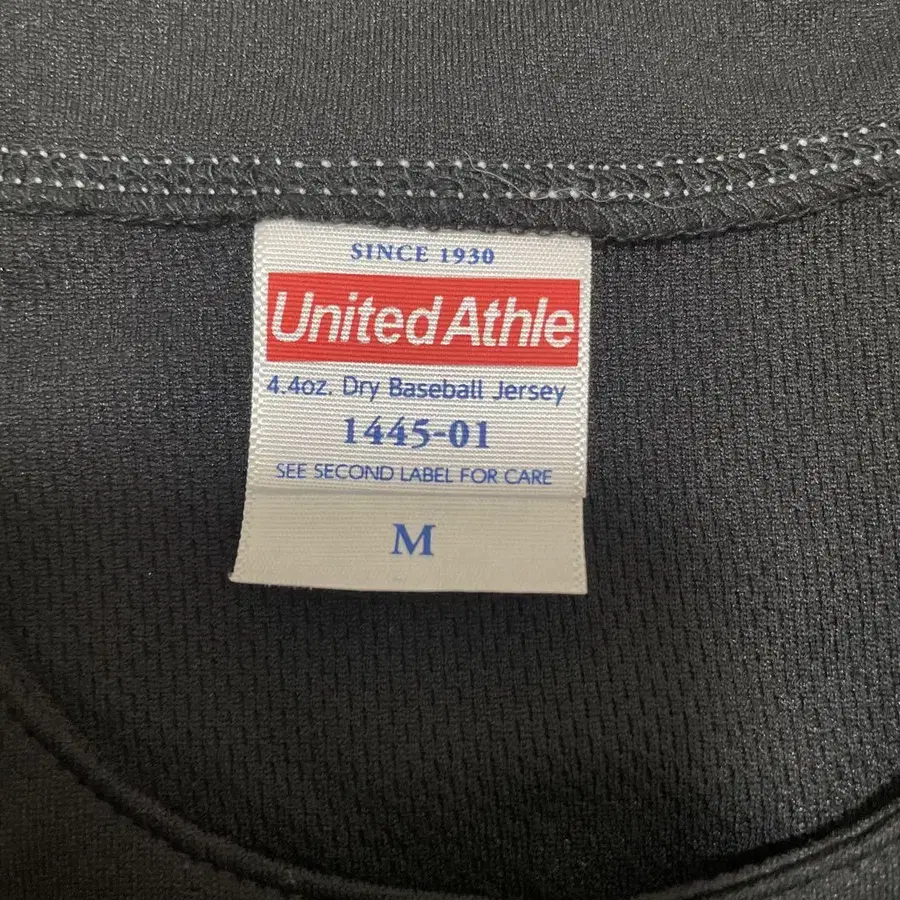 SINCE 1930
United Athle
4.4oz. Dry Baseball Jersey
1445-01
SEE SECOND LABEL FOR CARE
M